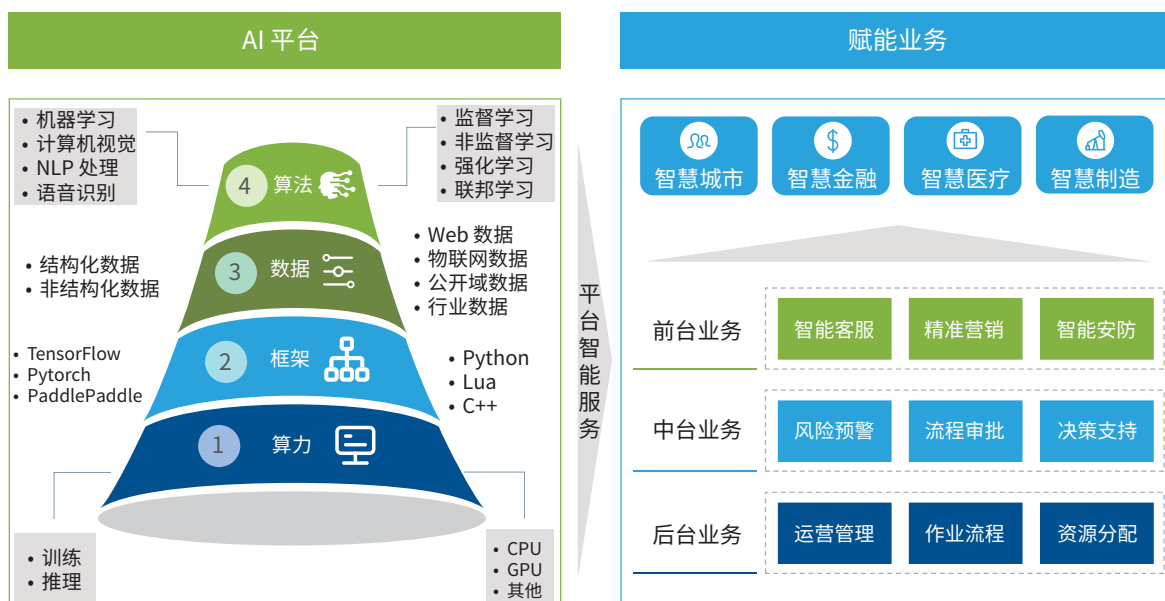 AI 平台
• 机器学习
• 计算机视觉
• NLP 处理
• 语音识别
• 监督学习
• 非监督学习
• 强化学习
• 联邦学习
4 算法
• 结构化数据
• 非结构化数据
3 数据
• Web 数据
• 物联网数据
• 公开域数据
• 行业数据
• TensorFlow
• Pytorch
• PaddlePaddle
2 框架
• Python
• Lua
• C++
1 算力
• 训练
• 推理
• CPU
• GPU
• 其他
平台智能服务
赋能业务
智慧城市
智慧金融
智慧医疗
智慧制造
前台业务
智能客服
精准营销
智能安防
中台业务
风险预警
流程审批
决策支持
后台业务
运营管理
作业流程
资源分配